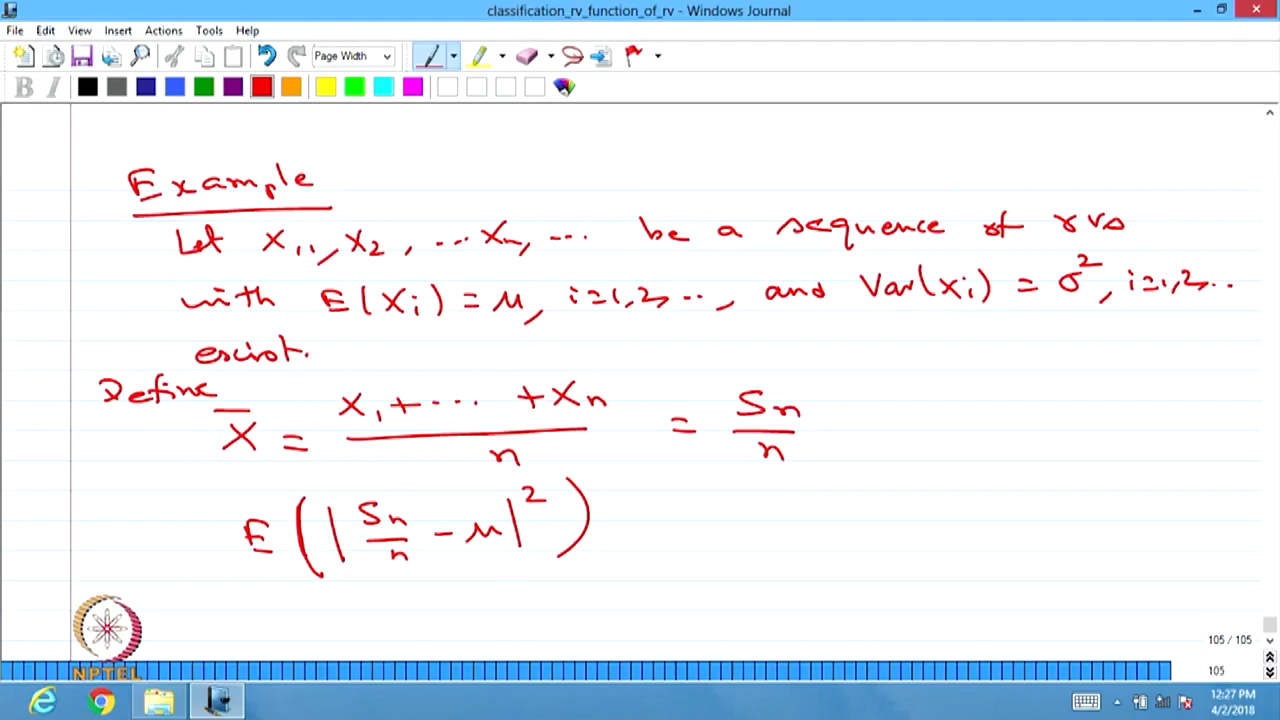 classification_rv_function_of_rv - Windows Journal
File Edit View Insert Actions Tools Help
Page Width
B I
Example
Let X₁, X₂, ... Xₙ, ... be a sequence of rvs
with E(Xᵢ) = μ, i=1,2,..., and Var(Xᵢ) = σ², i=1,2,..
exist.
Define
X̄ = (X₁ + ... + Xₙ)/n = Sₙ/n
E(|Sₙ/n - μ|²)
NPTEL
105 / 105
105
12:27 PM
4/2/2018